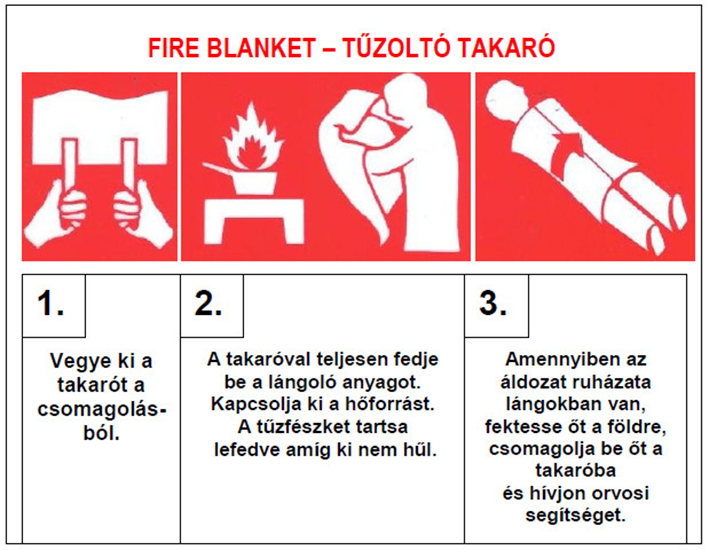 FIRE BLANKET – TŰZOLTÓ TAKARÓ
1.
Vegye ki a
takarót a
csomagolás-
ból.
2.
A takaróval teljesen fedje
be a lángoló anyagot.
Kapcsolja ki a hőforrást.
A tűzfészket tartsa
lefedve amíg ki nem hűl.
3.
Amennyiben az
áldozat ruházata
lángokban van,
fektesse őt a földre,
csomagolja be őt a
takaróba
és hívjon orvosi
segítséget.